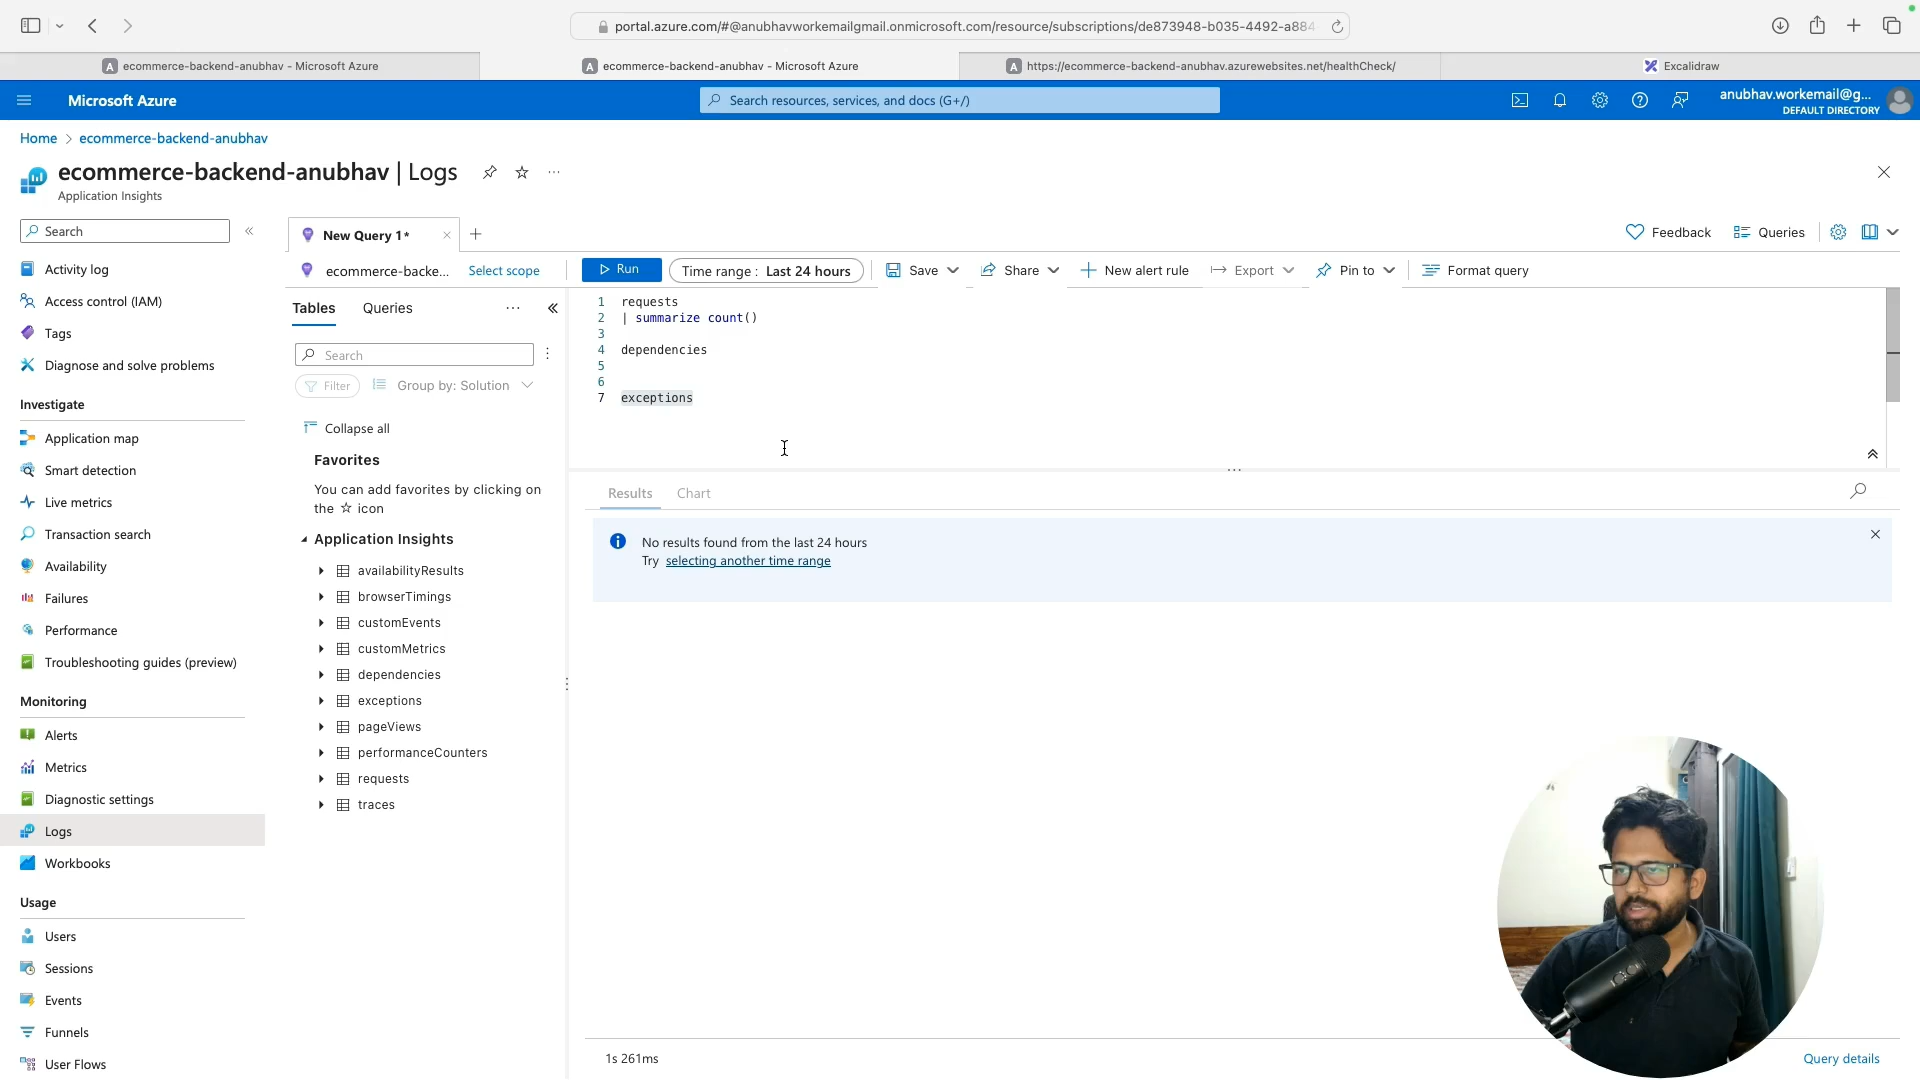 portal.azure.com/#@anubhavworkemailgmail.onmicrosoft.com/resource/subscriptions/de873948-b035-4492-a884
ecommerce-backend-anubhav - Microsoft Azure
ecommerce-backend-anubhav - Microsoft Azure
https://ecommerce-backend-anubhav.azurewebsites.net/healthCheck/
Excalidraw
Microsoft Azure
Search resources, services, and docs (G+/)
anubhav.workemail@g...
DEFAULT DIRECTORY
Home > ecommerce-backend-anubhav
ecommerce-backend-anubhav | Logs
Application Insights
Search
Activity log
Access control (IAM)
Tags
Diagnose and solve problems
Investigate
Application map
Smart detection
Live metrics
Transaction search
Availability
Failures
Performance
Troubleshooting guides (preview)
Monitoring
Alerts
Metrics
Diagnostic settings
Logs
Workbooks
Usage
Users
Sessions
Events
Funnels
User Flows
New Query 1*
Feedback
Queries
ecommerce-backe...
Select scope
Run
Time range : Last 24 hours
Save
Share
New alert rule
Export
Pin to
Format query
Tables
Queries
Search
Filter
Group by: Solution
Collapse all
Favorites
You can add favorites by clicking on
the ☆ icon
Application Insights
availabilityResults
browserTimings
customEvents
customMetrics
dependencies
exceptions
pageViews
performanceCounters
requests
traces
1 requests
2 | summarize count()
3
4 dependencies
5
6
7 exceptions
Results
Chart
No results found from the last 24 hours
Try selecting another time range
1s 261ms
Query details